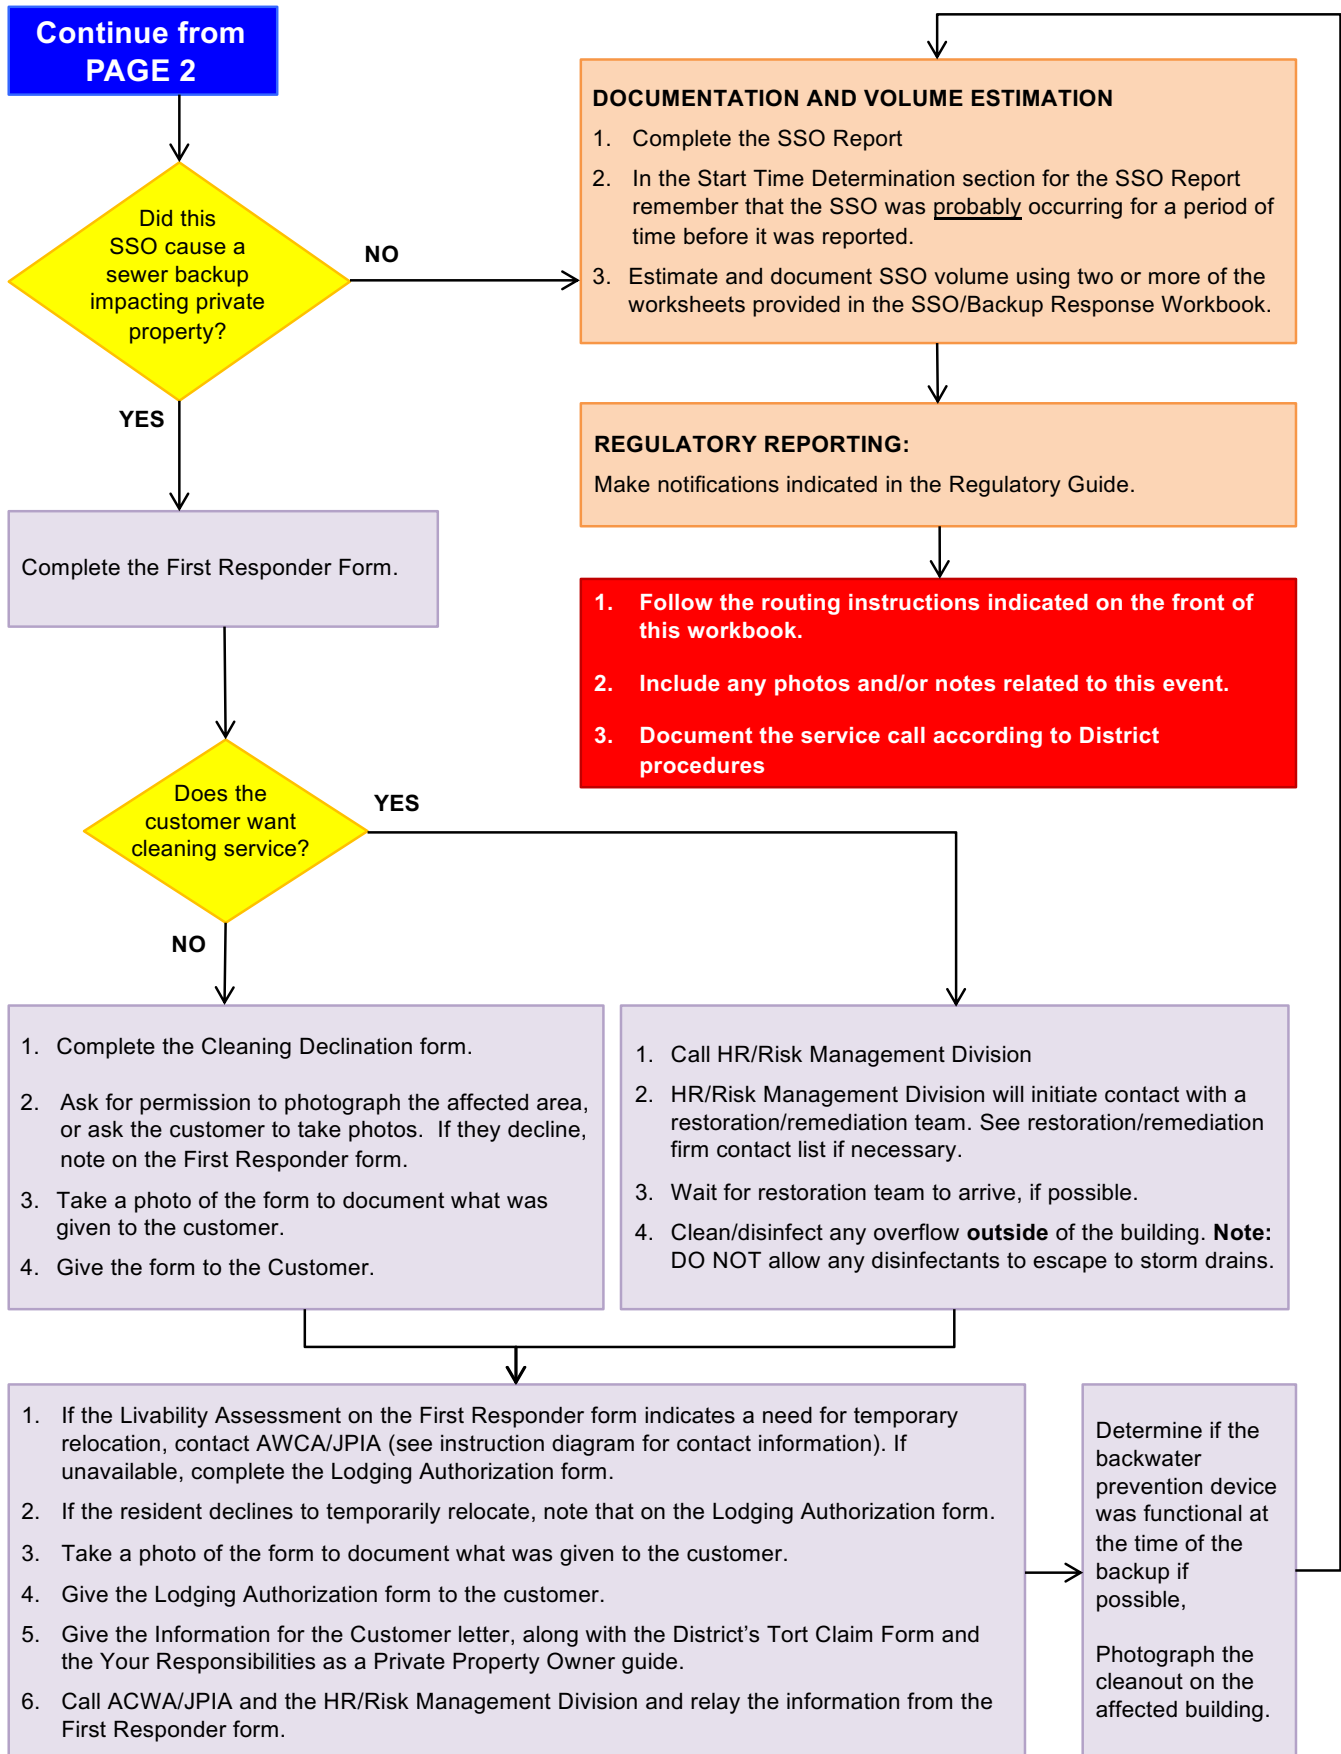 Continue from
PAGE 2
Did this
SSO cause a
sewer backup
impacting private
property?
NO
YES
DOCUMENTATION AND VOLUME ESTIMATION
1. Complete the SSO Report
2. In the Start Time Determination section for the SSO Report
remember that the SSO was probably occurring for a period of
time before it was reported.
3. Estimate and document SSO volume using two or more of the
worksheets provided in the SSO/Backup Response Workbook.
REGULATORY REPORTING:
Make notifications indicated in the Regulatory Guide.
1. Follow the routing instructions indicated on the front of
this workbook.
2. Include any photos and/or notes related to this event.
3. Document the service call according to District
procedures
Complete the First Responder Form.
Does the
customer want
cleaning service?
YES
NO
1. Complete the Cleaning Declination form.
2. Ask for permission to photograph the affected area,
or ask the customer to take photos. If they decline,
note on the First Responder form.
3. Take a photo of the form to document what was
given to the customer.
4. Give the form to the Customer.
1. Call HR/Risk Management Division
2. HR/Risk Management Division will initiate contact with a
restoration/remediation team. See restoration/remediation
firm contact list if necessary.
3. Wait for restoration team to arrive, if possible.
4. Clean/disinfect any overflow outside of the building. Note:
DO NOT allow any disinfectants to escape to storm drains.
1. If the Livability Assessment on the First Responder form indicates a need for temporary
relocation, contact AWCA/JPIA (see instruction diagram for contact information). If
unavailable, complete the Lodging Authorization form.
2. If the resident declines to temporarily relocate, note that on the Lodging Authorization form.
3. Take a photo of the form to document what was given to the customer.
4. Give the Lodging Authorization form to the customer.
5. Give the Information for the Customer letter, along with the District’s Tort Claim Form and
the Your Responsibilities as a Private Property Owner guide.
6. Call ACWA/JPIA and the HR/Risk Management Division and relay the information from the
First Responder form.
Determine if the
backwater
prevention device
was functional at
the time of the
backup if
possible,
Photograph the
cleanout on the
affected building.